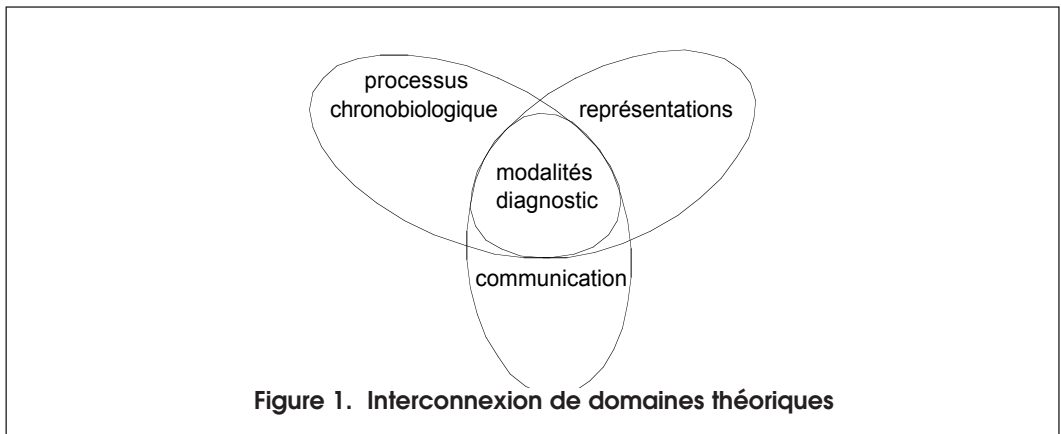 processus
chronobiologique
représentations
modalités
diagnostic
communication
Figure 1. Interconnexion de domaines théoriques